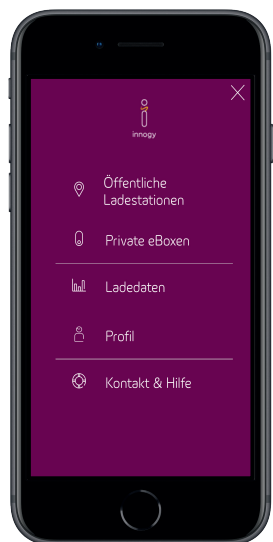 innogy
Öffentliche
Ladestationen
Private eBoxen
Ladedaten
Profil
Kontakt & Hilfe